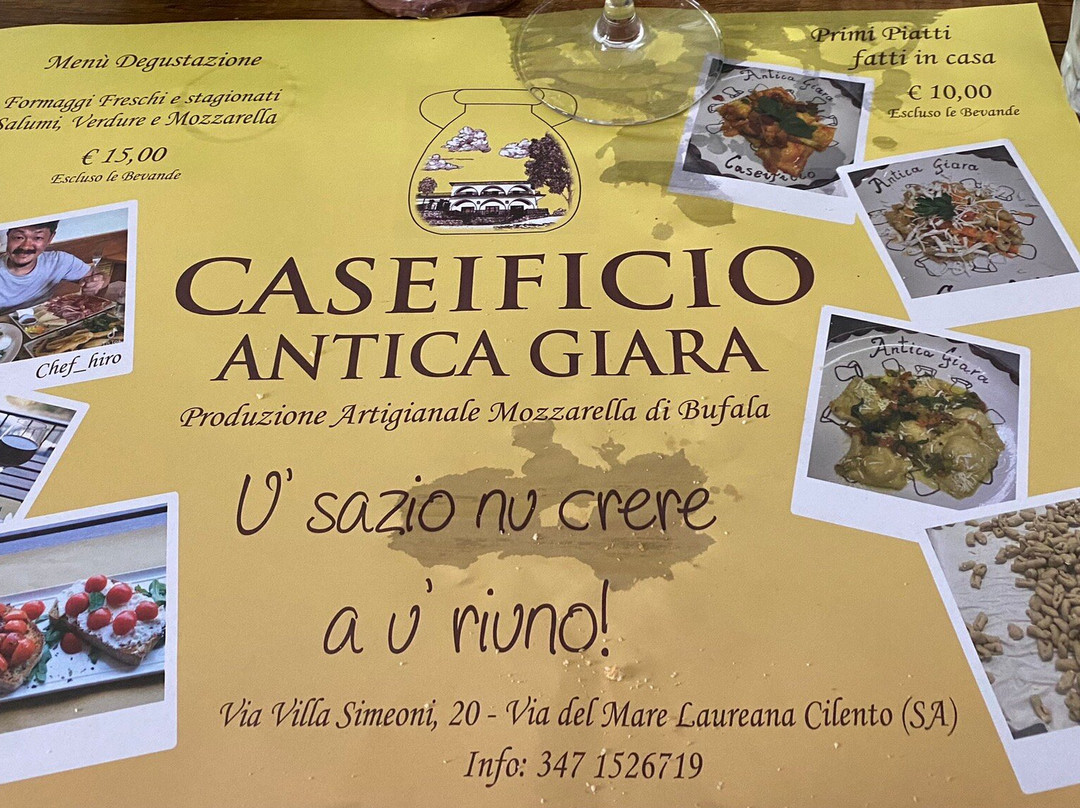 Menù Degustazione
Formaggi Freschi e stagionati
Salumi, Verdure e Mozzarella
€ 15,00
Escluso le Bevande
Primi Piatti
fatti in casa
€ 10,00
Escluso le Bevande
Antica Giara
Caseificio
Antica Giara
Antica Giara
Chef_hiro
CASEIFICIO
ANTICA GIARA
Produzione Artigianale Mozzarella di Bufala
U' sazio nu crere
a u' riuno!
Via Villa Simeoni, 20 - Via del Mare Laureana Cilento (SA)
Info: 347 1526719